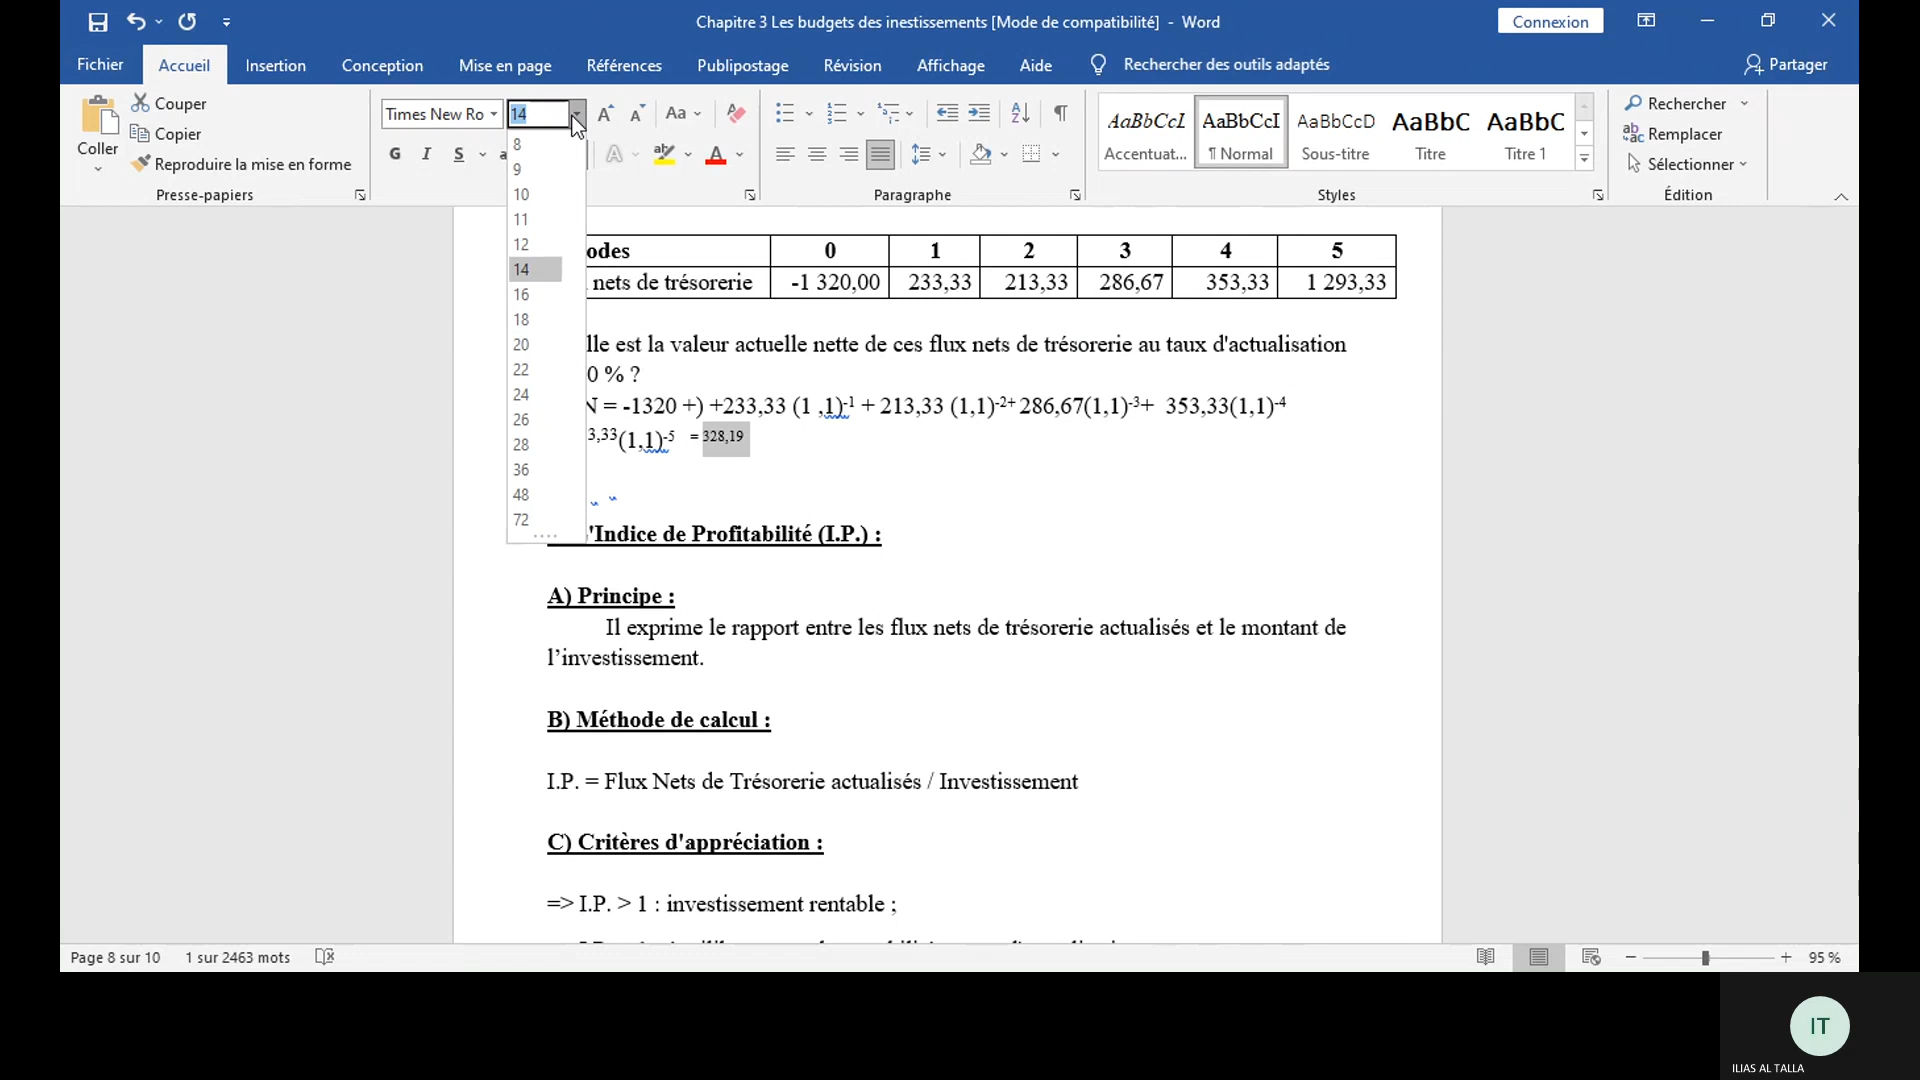 Chapitre 3 Les budgets des inestissements [Mode de compatibilité] - Word
Connexion
Fichier Accueil Insertion Conception Mise en page Références Publipostage Révision Affichage Aide Rechercher des outils adaptés Partager
Coller
Couper
Copier
Reproduire la mise en forme
Presse-papiers
Times New Ro 14
Aa
G I S a A A
Paragraphe
AaBbCcI AaBbCcI AaBbCcD AaBbC AaBbC
Accentuat... ¶ Normal Sous-titre Titre Titre 1
Styles
Rechercher
Remplacer
Sélectionner
Édition
8
9
10
11
12
14
16
18
20
22
24
26
28
36
48
72
odes 0 1 2 3 4 5
nets de trésorerie -1 320,00 233,33 213,33 286,67 353,33 1 293,33
lle est la valeur actuelle nette de ces flux nets de trésorerie au taux d'actualisation
0 % ?
N = -1320 +) +233,33 (1 ,1)-1 + 213,33 (1,1)-2+ 286,67(1,1)-3+ 353,33(1,1)-4
3,33(1,1)-5 = 328,19
'Indice de Profitabilité (I.P.) :
A) Principe :
Il exprime le rapport entre les flux nets de trésorerie actualisés et le montant de
l’investissement.
B) Méthode de calcul :
I.P. = Flux Nets de Trésorerie actualisés / Investissement
C) Critères d'appréciation :
=> I.P. > 1 : investissement rentable ;
Page 8 sur 10 1 sur 2463 mots 95 %
IT
ILIAS AL TALLA